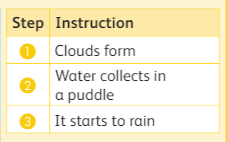 Step Instruction
1 Clouds form
2 Water collects in
a puddle
3 It starts to rain